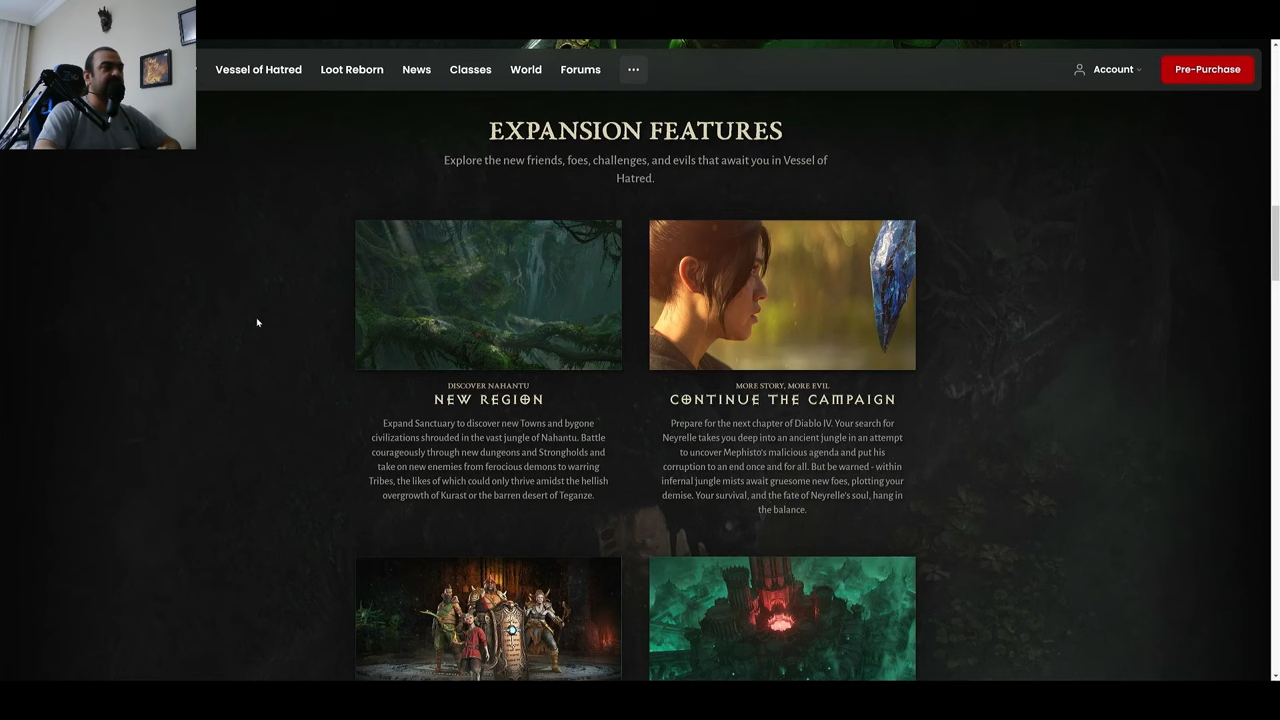 Vessel of Hatred Loot Reborn News Classes World Forums ... Account Pre-Purchase
EXPANSION FEATURES
Explore the new friends, foes, challenges, and evils that await you in Vessel of
Hatred.
DISCOVER NAHANTU
NEW REGION
Expand Sanctuary to discover new Towns and bygone
civilizations shrouded in the vast jungle of Nahantu. Battle
courageously through new dungeons and Strongholds and
take on new enemies from ferocious demons to warring
Tribes, the likes of which could only thrive amidst the hellish
overgrowth of Kurast or the barren desert of Teganze.
MORE STORY, MORE EVIL
CONTINUE THE CAMPAIGN
Prepare for the next chapter of Diablo IV. Your search for
Neyrelle takes you deep into an ancient jungle in an attempt
to uncover Mephisto's malicious agenda and put his
corruption to an end once and for all. But be warned - within
infernal jungle mists await gruesome new foes, plotting your
demise. Your survival, and the fate of Neyrelle's soul, hang in
the balance.